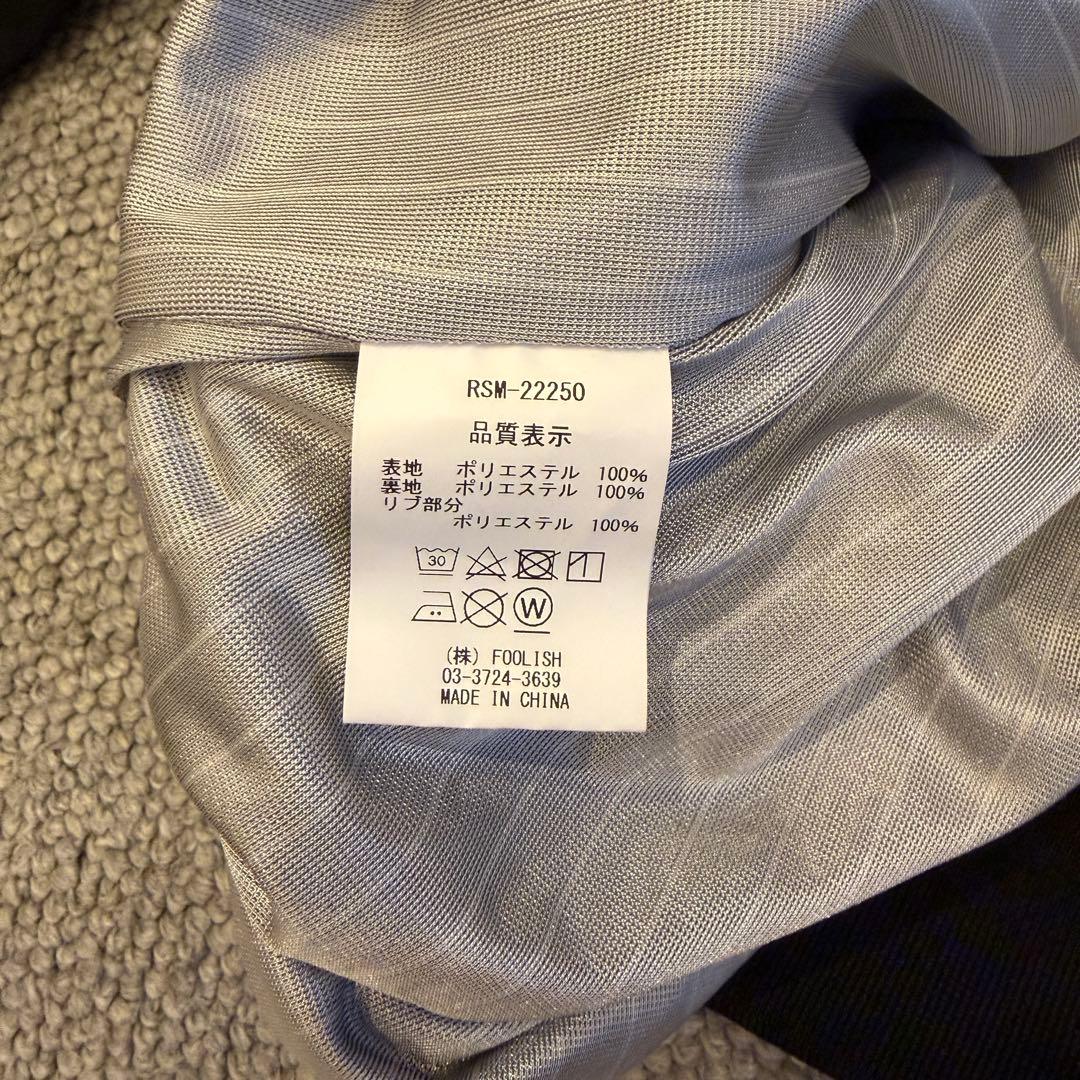 RSM-22250
品質表示
表地 ポリエステル 100%
裏地 ポリエステル 100%
リブ部分
ポリエステル 100%
30
W
(株) FOOLISH
03-3724-3639
MADE IN CHINA